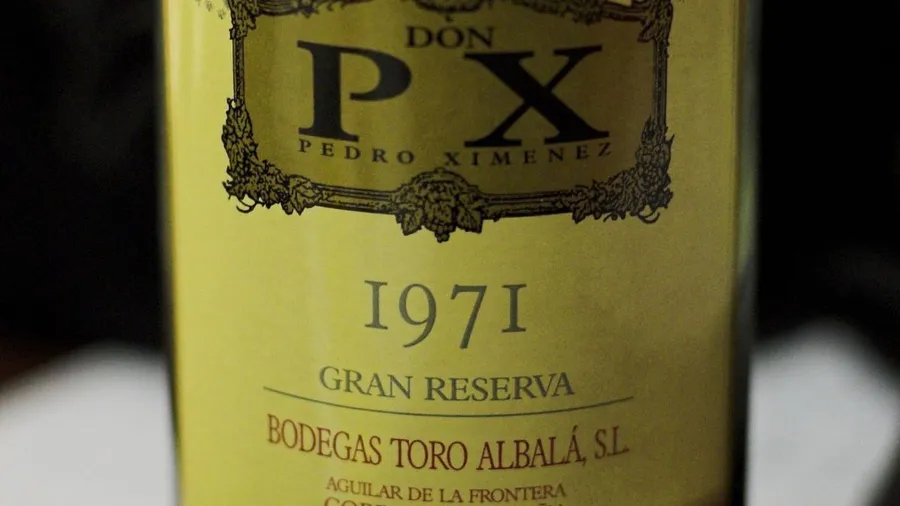 DON
PX
PEDRO XIMENEZ
1971
GRAN RESERVA
BODEGAS TORO ALBALÁ, S.L.
AGUILAR DE LA FRONTERA